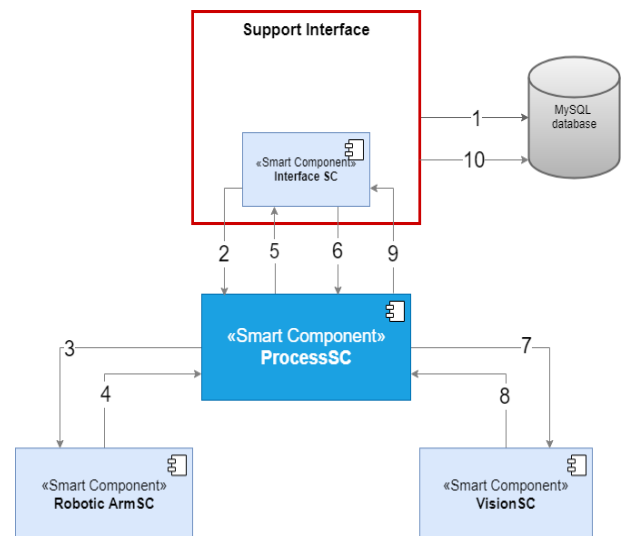 Support Interface
MySQL
database
1
10
«Smart Component»
Interface SC
2
5
6
9
«Smart Component»
ProcessSC
3
4
7
8
«Smart Component»
Robotic ArmSC
«Smart Component»
VisionSC